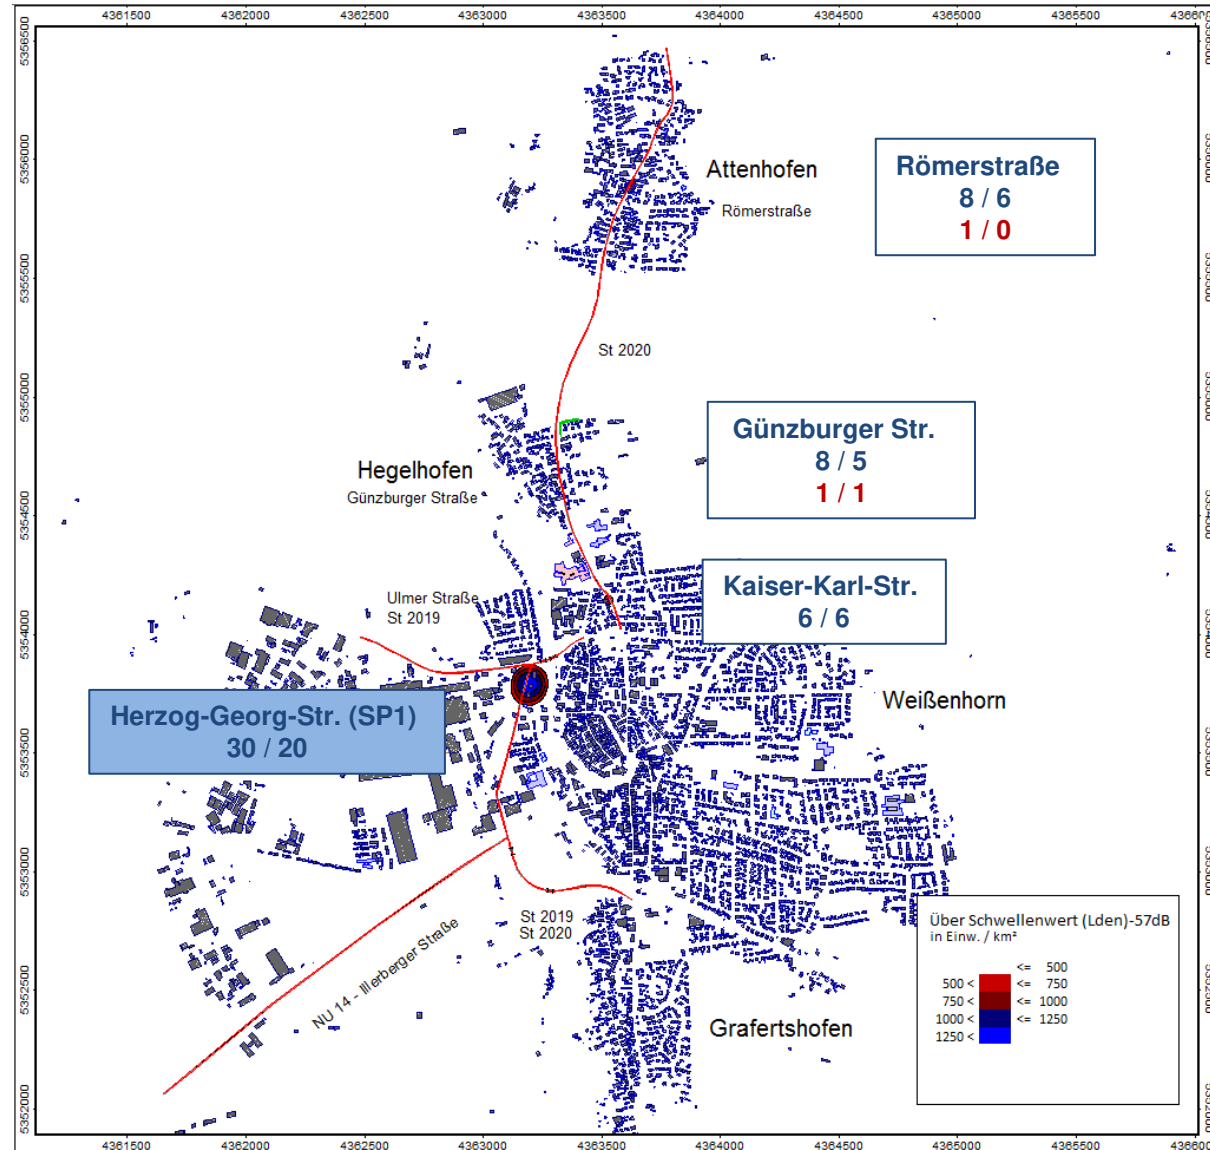 4361500 4362000 4362500 4363000 4363500 4364000 4364500 4365000 4365500 43660
5356500
5356000
5355500
5355000
5354500
5354000
5353500
5353000
5352500
5352000
Attenhofen
Römerstraße
Römerstraße
8 / 6
1 / 0
St 2020
Günzburger Str.
8 / 5
1 / 1
Hegelhofen
Günzburger Straße
Kaiser-Karl-Str.
6 / 6
Ulmer Straße
St 2019
Weißenhorn
Herzog-Georg-Str. (SP1)
30 / 20
St 2019
St 2020
NU 14 - Illerberger Straße
Grafertshofen
Über Schwellenwert (Lden)-57dB
in Einw. / km²
<= 500
500 < <= 750
750 < <= 1000
1000 < <= 1250
1250 <
4361500 4362000 4362500 4363000 4363500 4364000 4364500 4365000 4365500 436600